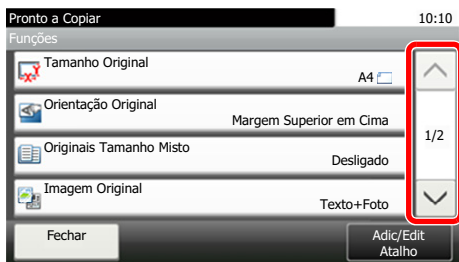 Pronto a Copiar 10:10
Funções
Tamanho Original
A4
Orientação Original
Margem Superior em Cima
1/2
Originais Tamanho Misto
Desligado
Imagem Original
Texto+Foto
Fechar
Adic/Edit
Atalho